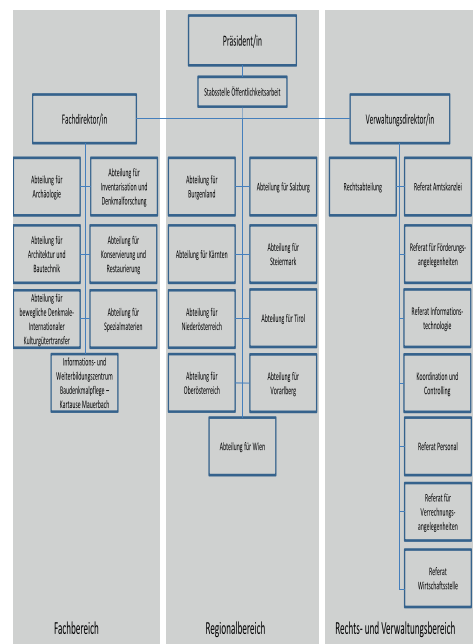 Präsident/in
Stabsstelle Öffentlichkeitsarbeit
Fachdirektor/in
Verwaltungsdirektor/in
Abteilung für
Archäologie
Abteilung für
Inventarisation und
Denkmalforschung
Abteilung für
Architektur und
Bautechnik
Abteilung für
Konservierung und
Restaurierung
Abteilung für
bewegliche Denkmale-
Internationaler
Kulturgütertransfer
Abteilung für
Spezialmaterien
Informations- und
Weiterbildungszentrum
Baudenkmalpflege –
Kartause Mauerbach
Abteilung für
Burgenland
Abteilung für Salzburg
Abteilung für Kärnten
Abteilung für
Steiermark
Abteilung für
Niederösterreich
Abteilung für Tirol
Abteilung für
Oberösterreich
Abteilung für
Vorarlberg
Abteilung für Wien
Rechtsabteilung
Referat Amtskanzlei
Referat für Förderungs-
angelegenheiten
Referat Informations-
technologie
Koordination und
Controlling
Referat Personal
Referat für
Verrechnungs-
angelegenheiten
Referat
Wirtschaftsstelle
Fachbereich
Regionalbereich
Rechts- und Verwaltungsbereich